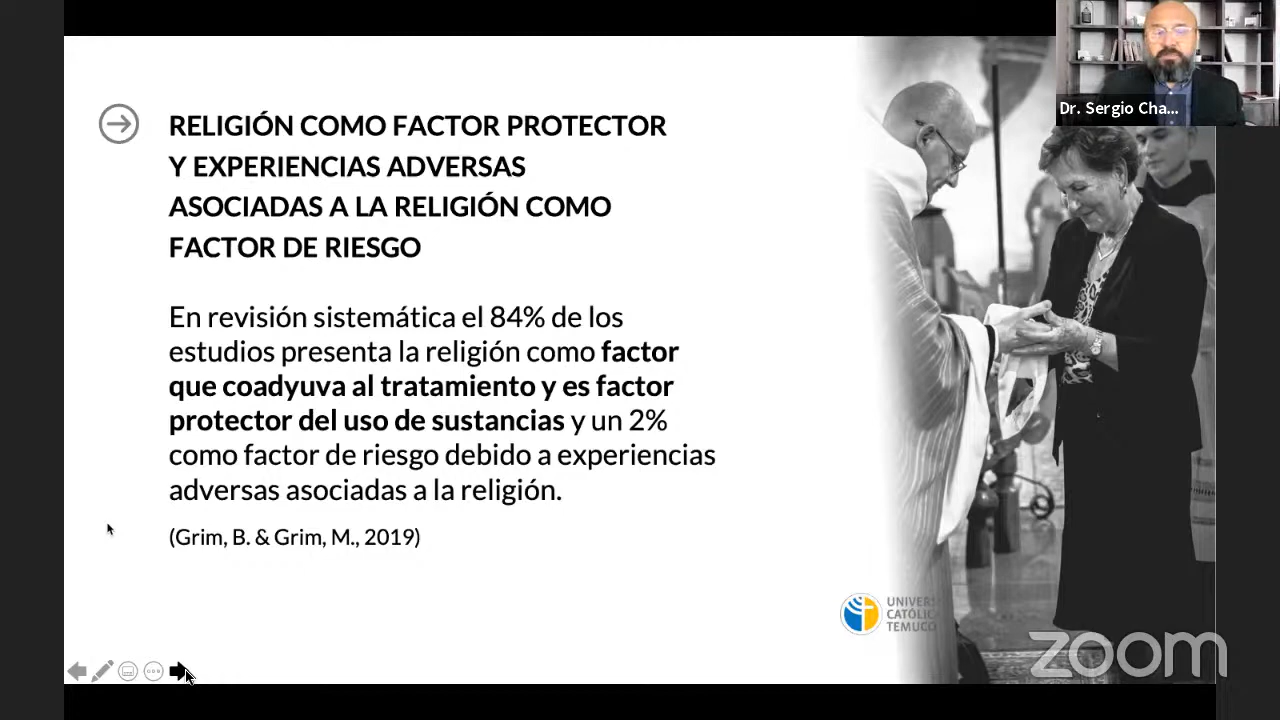 Dr. Sergio Cha...
RELIGIÓN COMO FACTOR PROTECTOR
Y EXPERIENCIAS ADVERSAS
ASOCIADAS A LA RELIGIÓN COMO
FACTOR DE RIESGO
En revisión sistemática el 84% de los
estudios presenta la religión como factor
que coadyuva al tratamiento y es factor
protector del uso de sustancias y un 2%
como factor de riesgo debido a experiencias
adversas asociadas a la religión.
(Grim, B. & Grim, M., 2019)
CATÓLICA
TEMUCO
zoom